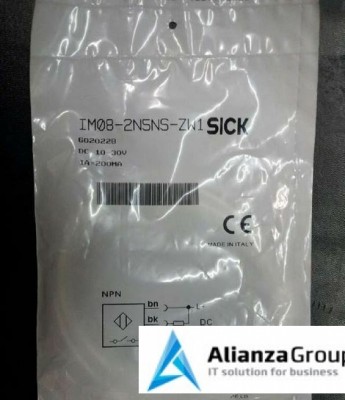 IM08-2N5NS-ZW1 SICK
6020228
DC 10-30V
IA-200MA
CE
MADE IN ITALY
NPN
bn
L+
bk
DC
AlianzaGroup
IT solution for business